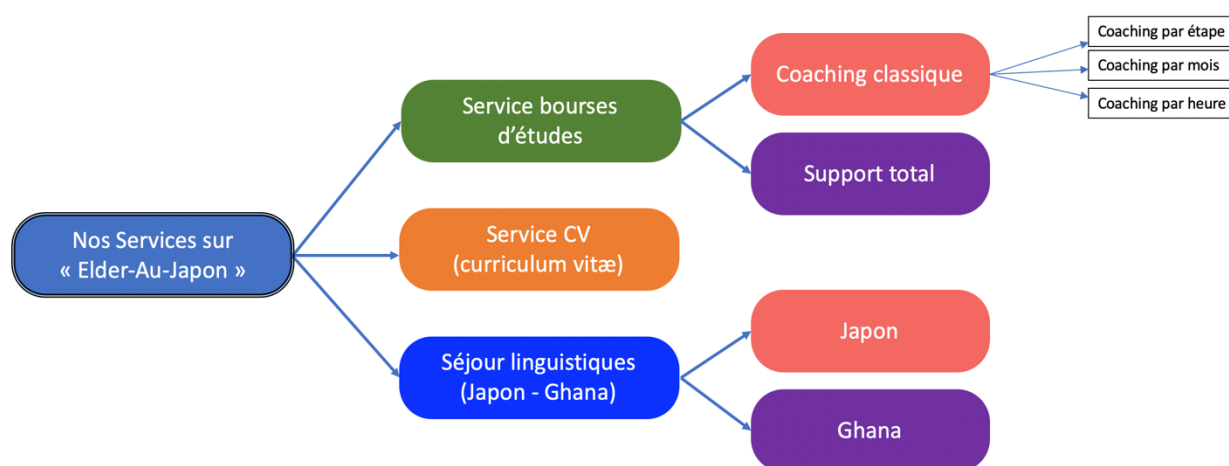 Nos Services sur
« Elder-Au-Japon »
Service bourses
d’études
Coaching classique
Coaching par étape
Coaching par mois
Coaching par heure
Support total
Service CV
(curriculum vitæ)
Séjour linguistiques
(Japon - Ghana)
Japon
Ghana